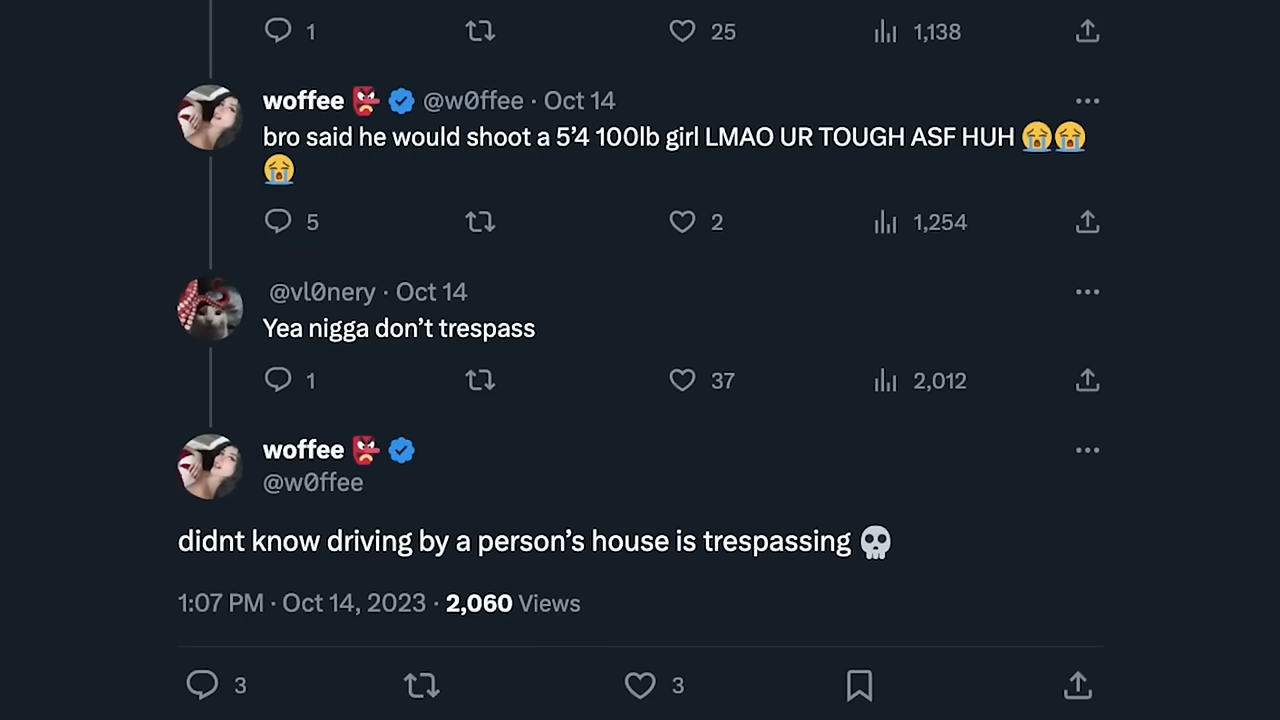 1 25 1,138
woffee 👺 @w0ffee · Oct 14
bro said he would shoot a 5’4 100lb girl LMAO UR TOUGH ASF HUH 😭😭
😭
5 2 1,254
@vl0nery · Oct 14
Yea nigga don’t trespass
1 37 2,012
woffee 👺
@w0ffee
didnt know driving by a person’s house is trespassing 💀
1:07 PM · Oct 14, 2023 · 2,060 Views
3 3